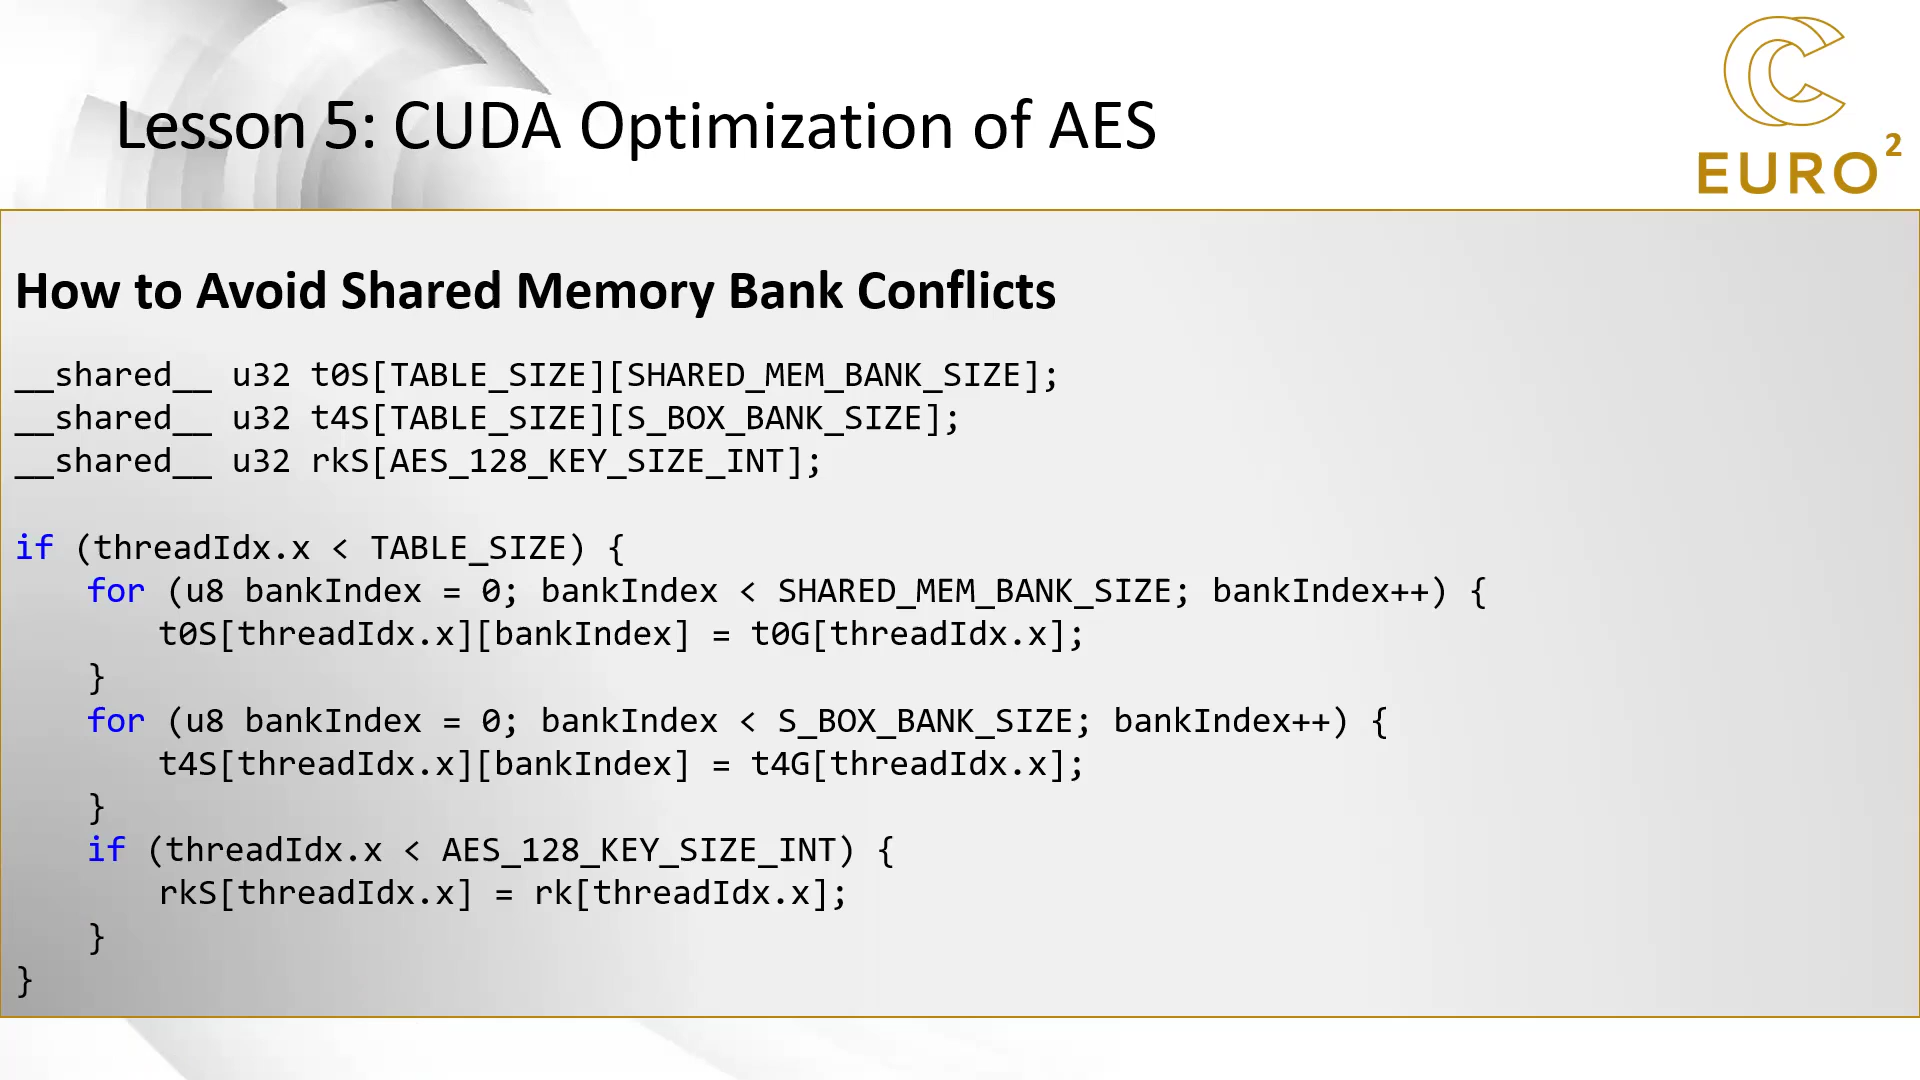 Lesson 5: CUDA Optimization of AES
EURO²
How to Avoid Shared Memory Bank Conflicts
__shared__ u32 t0S[TABLE_SIZE][SHARED_MEM_BANK_SIZE];
__shared__ u32 t4S[TABLE_SIZE][S_BOX_BANK_SIZE];
__shared__ u32 rkS[AES_128_KEY_SIZE_INT];
if (threadIdx.x < TABLE_SIZE) {
for (u8 bankIndex = 0; bankIndex < SHARED_MEM_BANK_SIZE; bankIndex++) {
t0S[threadIdx.x][bankIndex] = t0G[threadIdx.x];
}
for (u8 bankIndex = 0; bankIndex < S_BOX_BANK_SIZE; bankIndex++) {
t4S[threadIdx.x][bankIndex] = t4G[threadIdx.x];
}
if (threadIdx.x < AES_128_KEY_SIZE_INT) {
rkS[threadIdx.x] = rk[threadIdx.x];
}
}